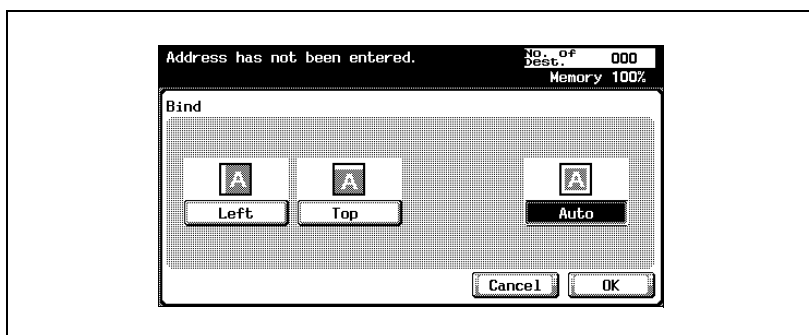 Address has not been entered. No. of Dest. 000
Memory 100%
Bind
A A A
Left Top Auto
Cancel OK